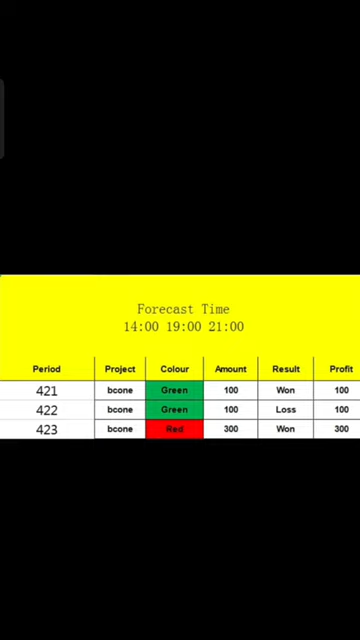 Forecast Time
14:00 19:00 21:00
Period Project Colour Amount Result Profit
421 bcone Green 100 Won 100
422 bcone Green 100 Loss 100
423 bcone Red 300 Won 300